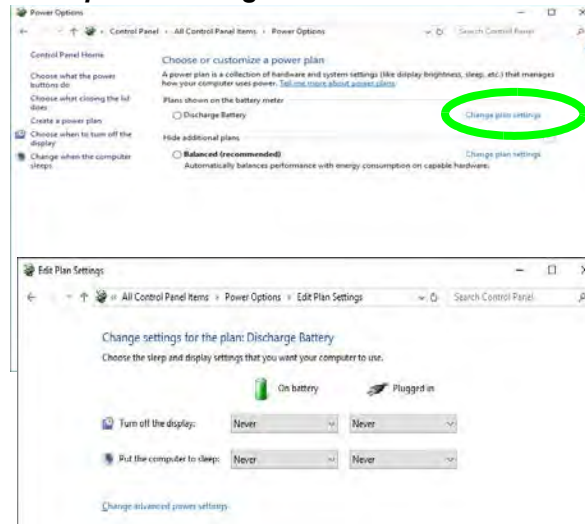 Power Options
Control Panel › All Control Panel Items › Power Options
Search Control Panel
Control Panel Home
Choose what the power
buttons do
Choose what closing the lid
does
Create a power plan
Choose when to turn off the
display
Change when the computer
sleeps
Choose or customize a power plan
A power plan is a collection of hardware and system settings (like display brightness, sleep, etc.) that manages
how your computer uses power. Tell me more about power plans
Plans shown on the battery meter
Discharge Battery Change plan settings
Hide additional plans
Balanced (recommended) Change plan settings
Automatically balances performance with energy consumption on capable hardware.
Edit Plan Settings
« All Control Panel Items › Power Options › Edit Plan Settings
Search Control Panel
Change settings for the plan: Discharge Battery
Choose the sleep and display settings that you want your computer to use.
On battery Plugged in
Turn off the display: Never Never
Put the computer to sleep: Never Never
Change advanced power settings